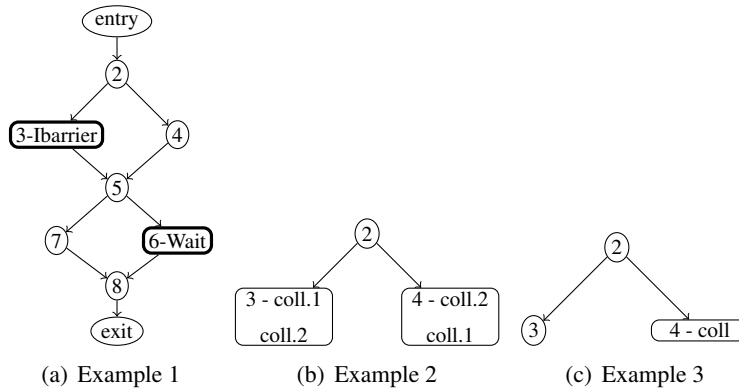 entry
2
3-Ibarrier
4
5
7
6-Wait
8
exit
(a) Example 1
2
3 - coll.1
coll.2
4 - coll.2
coll.1
(b) Example 2
2
3
4 - coll
(c) Example 3